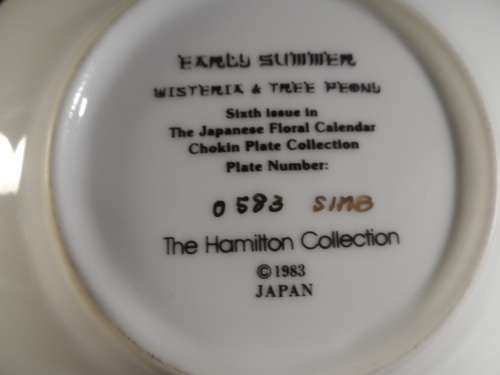 EARLY SUMMER
WISTERIA & TREE PEONY
Sixth issue in
The Japanese Floral Calendar
Chokin Plate Collection
Plate Number:
0583 SIMB
The Hamilton Collection
©1983
JAPAN